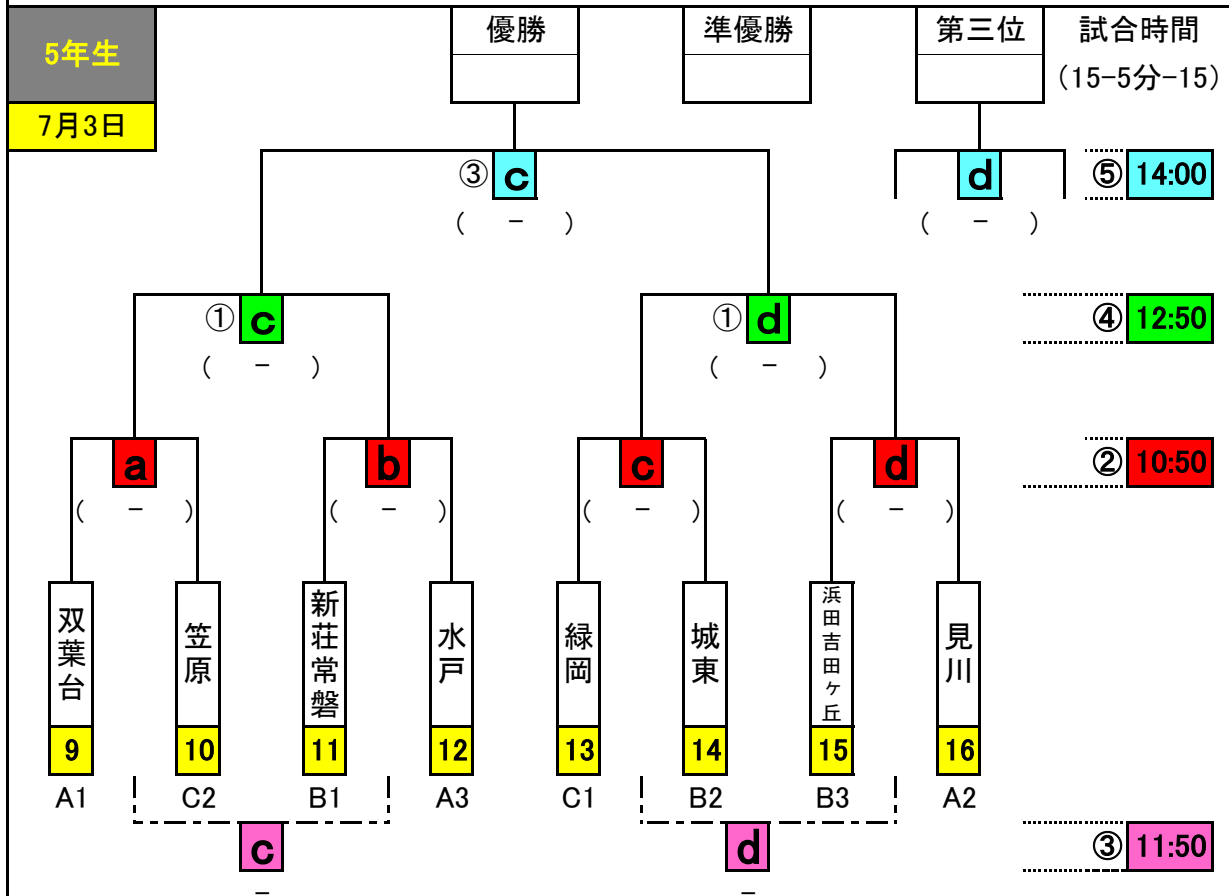 5年生
優勝
準優勝
第三位
試合時間
(15-5分-15)
7月3日
③ c
d
⑤ 14:00
( - )
( - )
① c
① d
④ 12:50
( - )
( - )
a
b
c
d
② 10:50
( - )
( - )
( - )
( - )
双葉台
笠原
新荘常磐
水戸
緑岡
城東
浜田吉田ヶ丘
見川
9
10
11
12
13
14
15
16
A1
C2
B1
A3
C1
B2
B3
A2
c
d
③ 11:50
-
-